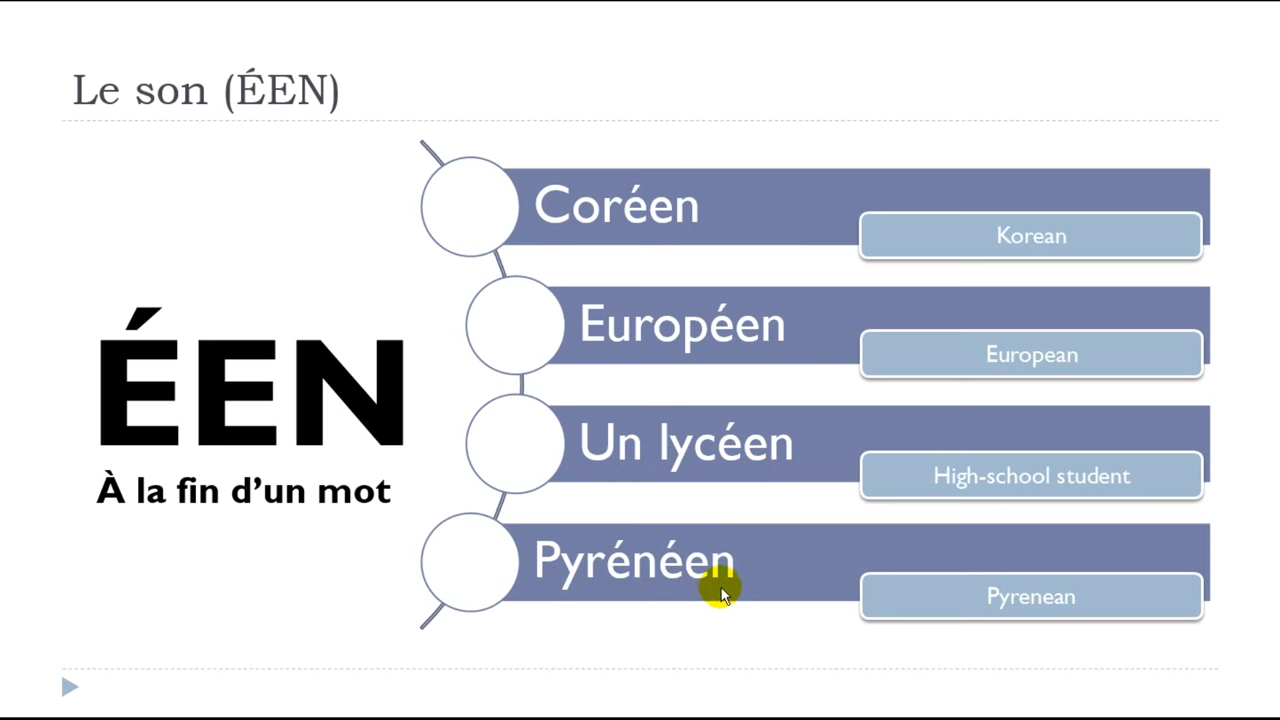 Le son (ÉEN)
ÉEN
À la fin d’un mot
Coréen
Korean
Européen
European
Un lycéen
High-school student
Pyrénéen
Pyrenean